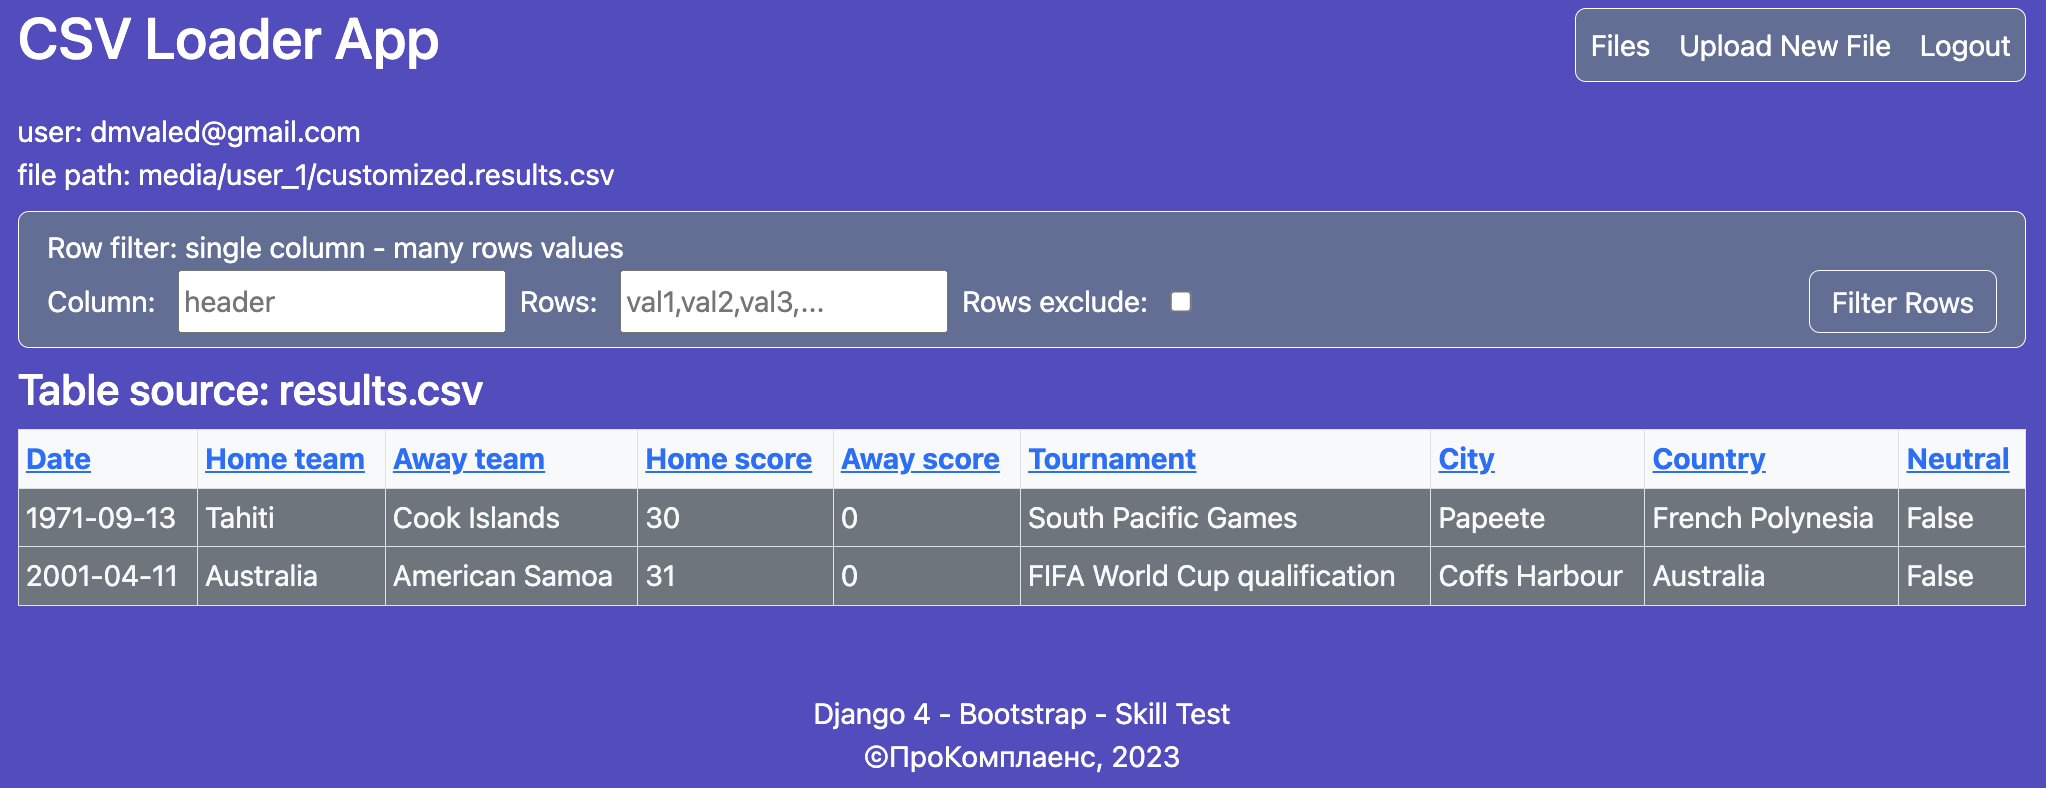 CSV Loader App
Files Upload New File Logout
user: dmvaled@gmail.com
file path: media/user_1/customized.results.csv
Row filter: single column - many rows values
Column: header Rows: val1,val2,val3,... Rows exclude: Filter Rows
Table source: results.csv
Date Home team Away team Home score Away score Tournament City Country Neutral
1971-09-13 Tahiti Cook Islands 30 0 South Pacific Games Papeete French Polynesia False
2001-04-11 Australia American Samoa 31 0 FIFA World Cup qualification Coffs Harbour Australia False
Django 4 - Bootstrap - Skill Test
©ПроКомплаенс, 2023